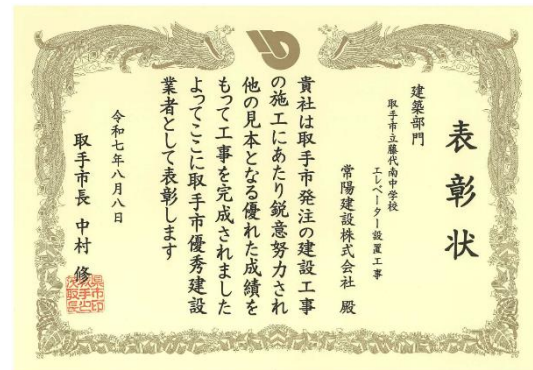 表彰状
建築部門
取手市立藤代南中学校
エレベーター設置工事
常陽建設株式会社 殿
貴社は取手市発注の建設工事
の施工にあたり鋭意努力され
他の見本となる優れた成績を
もって工事を完成されました
よってここに取手市優秀建設
業者として表彰します
令和七年八月八日
取手市長 中村 修